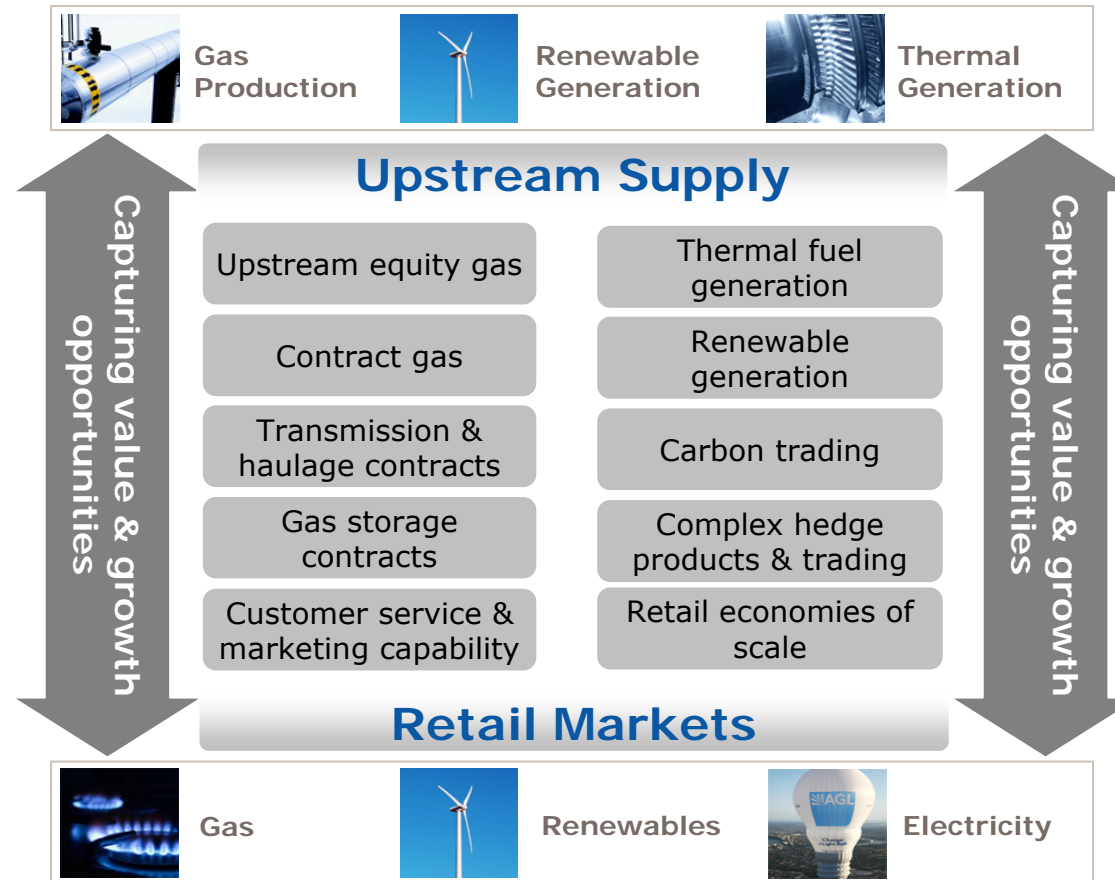 Gas
Production
Renewable
Generation
Thermal
Generation
Upstream Supply
Capturing value & growth
opportunities
Upstream equity gas
Contract gas
Transmission &
haulage contracts
Gas storage
contracts
Customer service &
marketing capability
Thermal fuel
generation
Renewable
generation
Carbon trading
Complex hedge
products & trading
Retail economies of
scale
Capturing value & growth
opportunities
Retail Markets
Gas
Renewables
AGL
Electricity